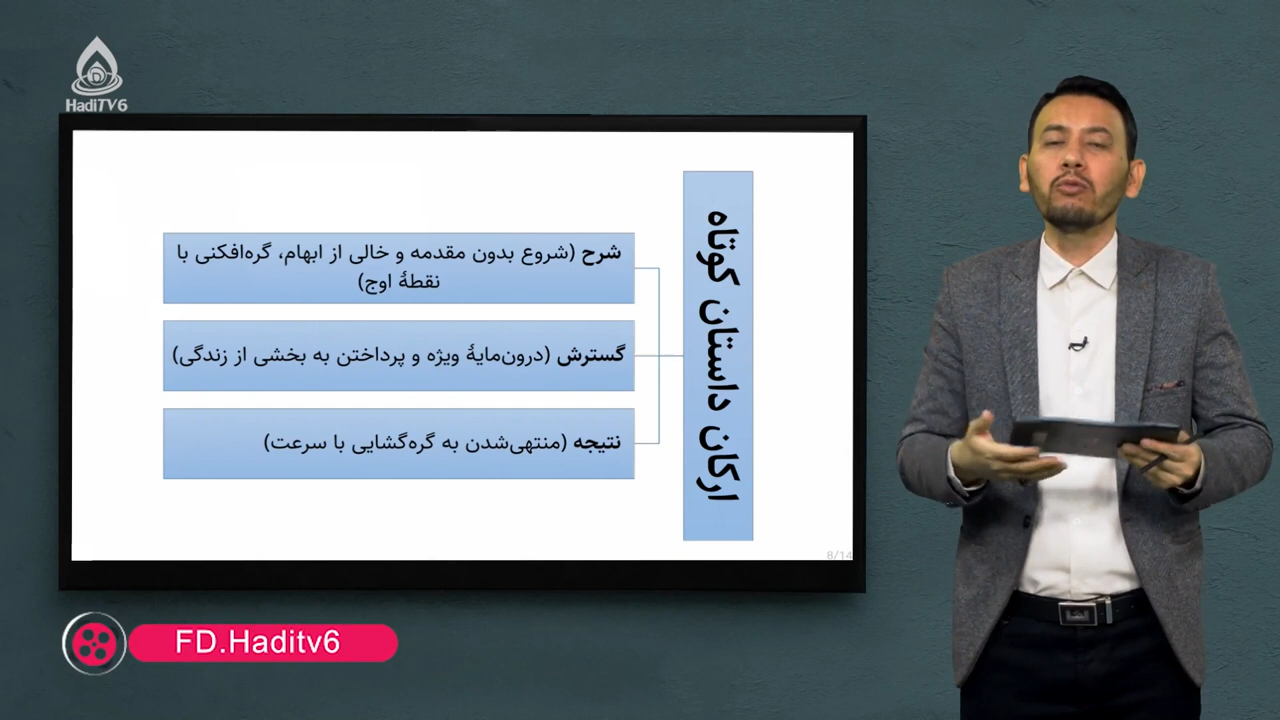 HadiTV6
ارکان داستان کوتاه
شرح (شروع بدون مقدمه و خالی از ابهام، گره‌افکنی با
نقطهٔ اوج)
گسترش (درون‌مایهٔ ویژه و پرداختن به بخشی از زندگی)
نتیجه (منتهی‌شدن به گره‌گشایی با سرعت)
8/14
FD.Haditv6